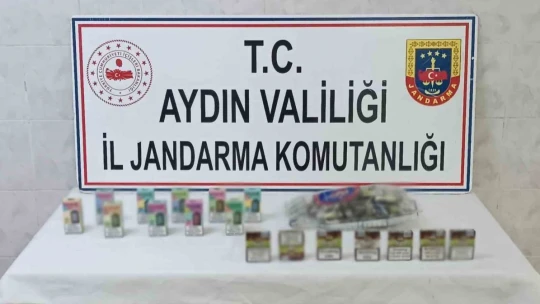 T.C.
AYDIN VALİLİĞİ
İL JANDARMA KOMUTANLIĞI
JANDARMA